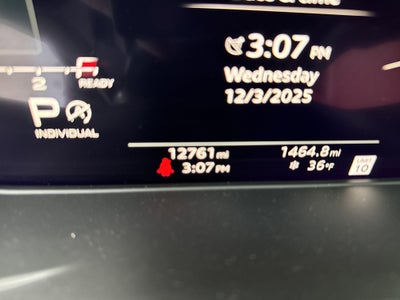 3:07 PM
Wednesday
12/3/2025
2
READY
P
INDIVIDUAL
12761 mi
3:07 PM
1464.8 mi
36°F
LIMIT
10